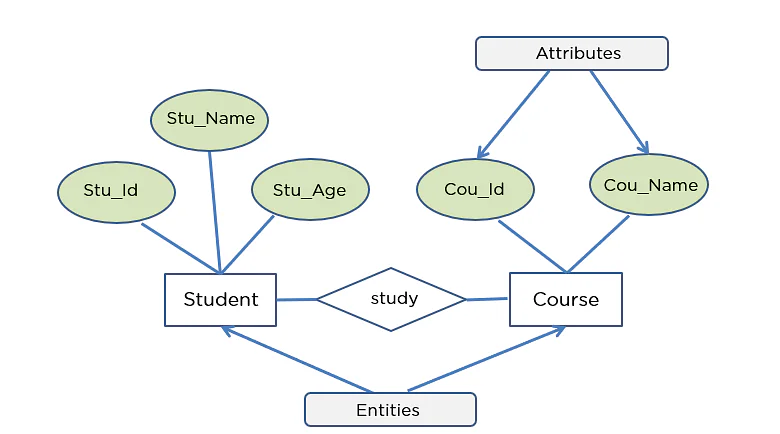 Attributes
Stu_Name
Stu_Id
Stu_Age
Cou_Id
Cou_Name
Student
study
Course
Entities